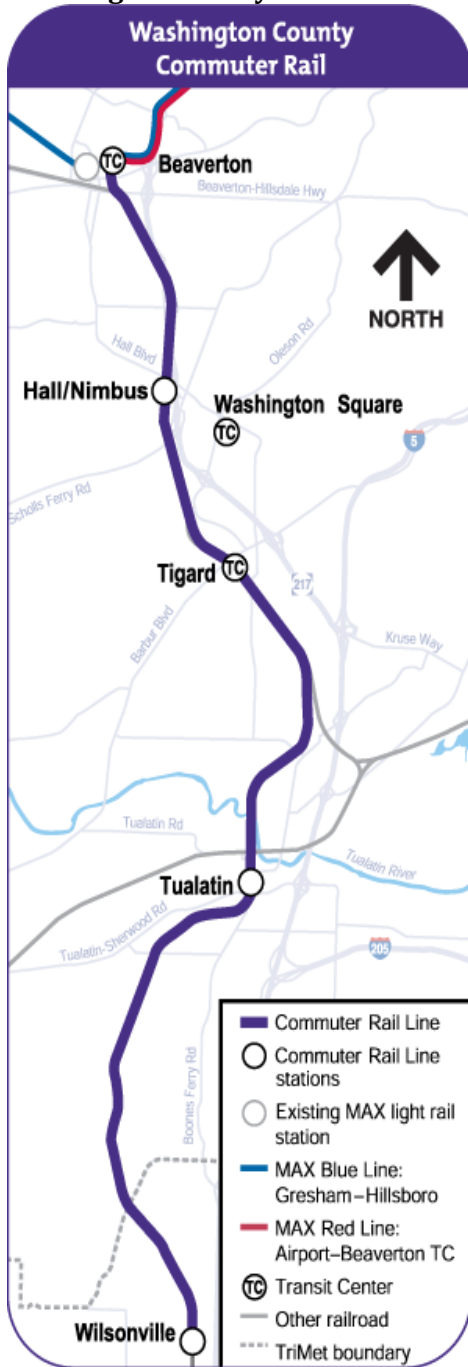 Washington County
Commuter Rail
TC
Beaverton
Beaverton-Hillsdale Hwy
NORTH
Hall Blvd
Oleson Rd
Hall/Nimbus
Washington Square
TC
5
Scholls Ferry Rd
Tigard
TC
217
Barbur Blvd
Kruse Way
Tualatin Rd
Tualatin River
Tualatin
Tualatin-Sherwood Rd
205
Boones Ferry Rd
Commuter Rail Line
Commuter Rail Line
stations
Existing MAX light rail
station
MAX Blue Line:
Gresham–Hillsboro
MAX Red Line:
Airport–Beaverton TC
TC Transit Center
Other railroad
TriMet boundary
Wilsonville